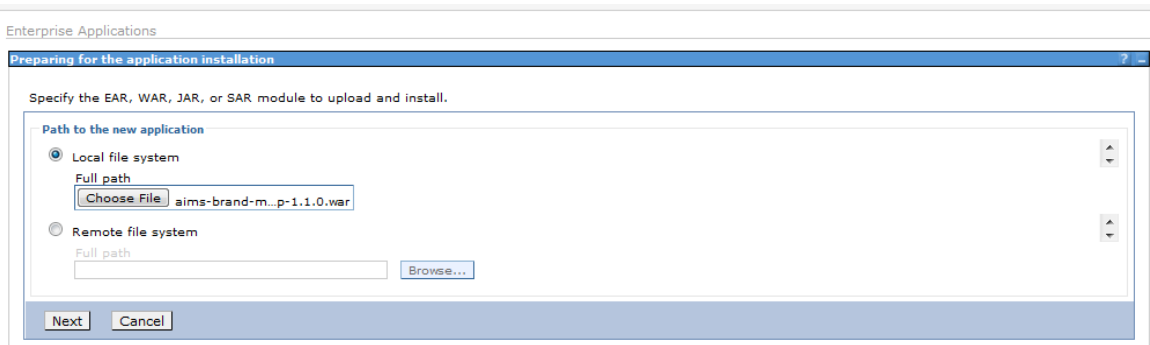 Enterprise Applications
Preparing for the application installation ? –
Specify the EAR, WAR, JAR, or SAR module to upload and install.
Path to the new application
Local file system
Full path
Choose File aims-brand-m...p-1.1.0.war
Remote file system
Full path
Browse...
Next Cancel